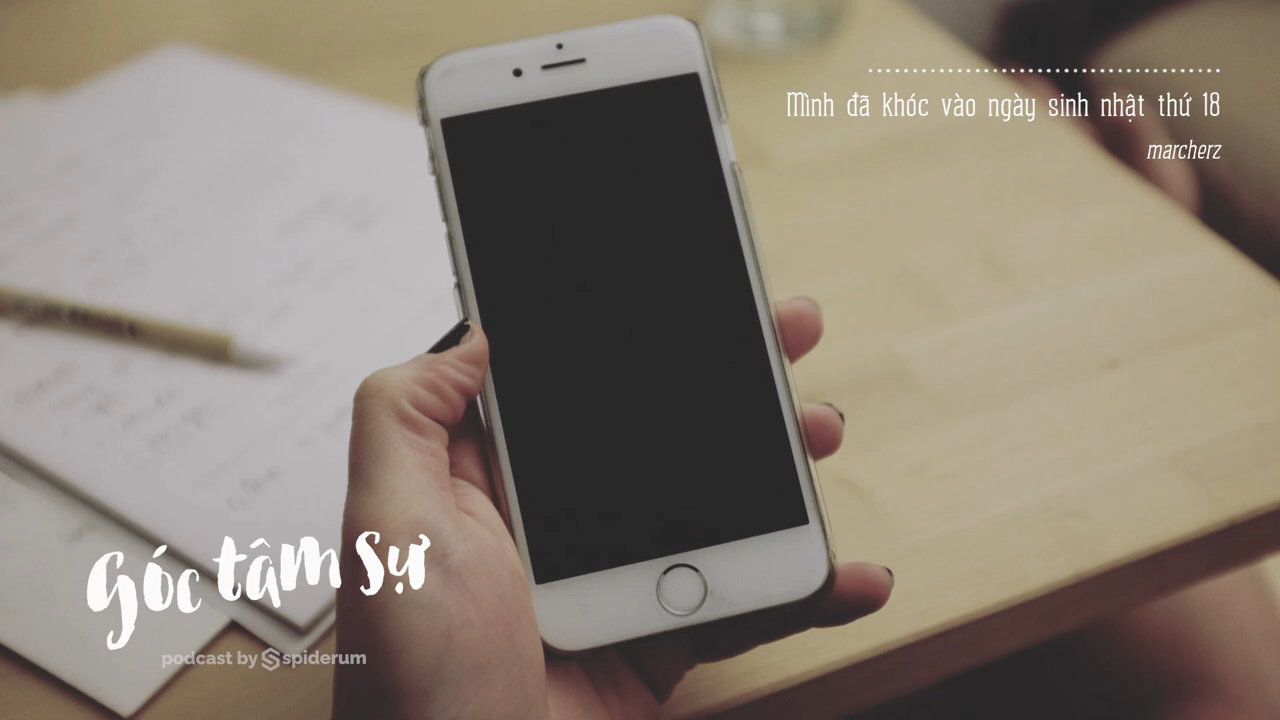 Mình đã khóc vào ngày sinh nhật thứ 18
marcherz
góc tâm sự
podcast by spiderum